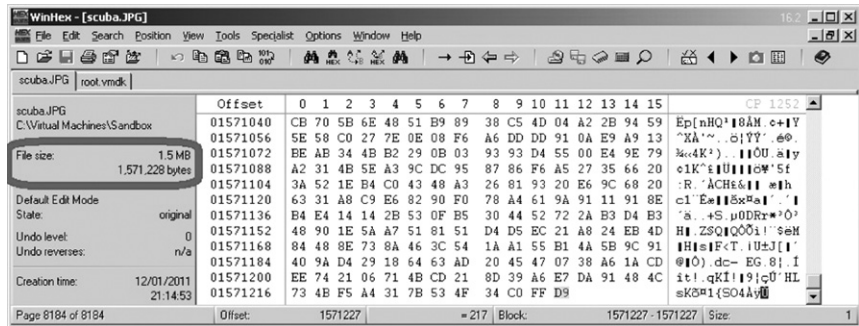 WinHex - [scuba.JPG] 16.2
File Edit Search Position View Tools Specialist Options Window Help
scuba.JPG root.vmdk
scuba.JPG
C:\Virtual Machines\Sandbox
File size: 1.5 MB
1,571,228 bytes
Default Edit Mode
State: original
Undo level: 0
Undo reverses: n/a
Creation time: 12/01/2011
21:14:53
Offset 0 1 2 3 4 5 6 7 8 9 10 11 12 13 14 15 CP 1252
01571040 CB 70 5B 6E 48 51 B9 89 38 C5 4D 04 A2 2B 94 59
01571056 5E 58 C0 27 7E 0E 08 F6 A6 DD DD 91 0A E9 A9 13
01571072 BE AB 34 4B B2 29 0B 03 93 93 D4 55 00 E4 9E 79
01571088 A2 31 4B 5E A3 9C DC 95 87 86 F6 A5 27 35 66 20
01571104 3A 52 1E B4 C0 43 48 A3 26 81 93 20 E6 9C 68 20
01571120 63 31 A8 C9 E6 82 90 F0 78 A4 61 9A 91 11 91 8E
01571136 B4 E4 14 14 2B 53 0F B5 30 44 52 72 2A B3 D4 B3
01571152 48 90 1E 5A A7 51 81 51 D4 D5 EC 21 A8 24 EB 4D
01571168 84 48 8E 73 8A 46 3C 54 1A A1 55 B1 4A 5B 9C 91
01571184 40 9A D4 29 18 64 63 AD 20 45 47 07 38 A6 1A CD
01571200 EE 74 21 06 71 4B CD 21 8D 39 A6 E7 DA 91 48 4C
01571216 73 4B F5 A4 31 7B 53 4F 34 C0 FF D9
Page 8184 of 8184 Offset: 1571227 = 217 Block: 1571227 - 1571227 Size: 1